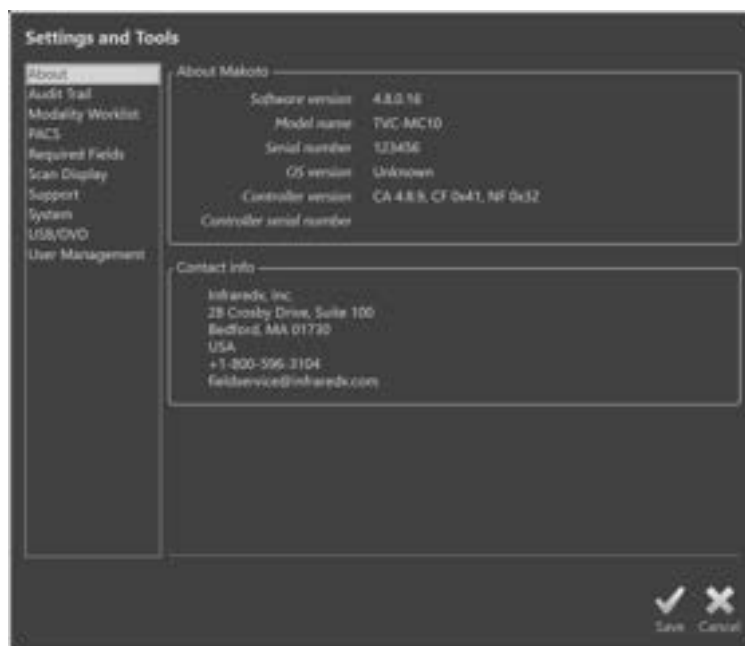 Settings and Tools
About
Audit Trail
Modality Worklist
PACS
Required Fields
Scan Display
Support
System
USB/DVD
User Management
About Makoto
Software version 4.8.0.16
Model name TVC-MC10
Serial number 123456
OS version Unknown
Controller version CA 4.8.9, CF 0x41, NF 0x32
Controller serial number
Contact info
Infraredx, Inc.
28 Crosby Drive, Suite 100
Bedford, MA 01730
USA
+1-800-596-3104
fieldservice@infraredx.com
Save Cancel